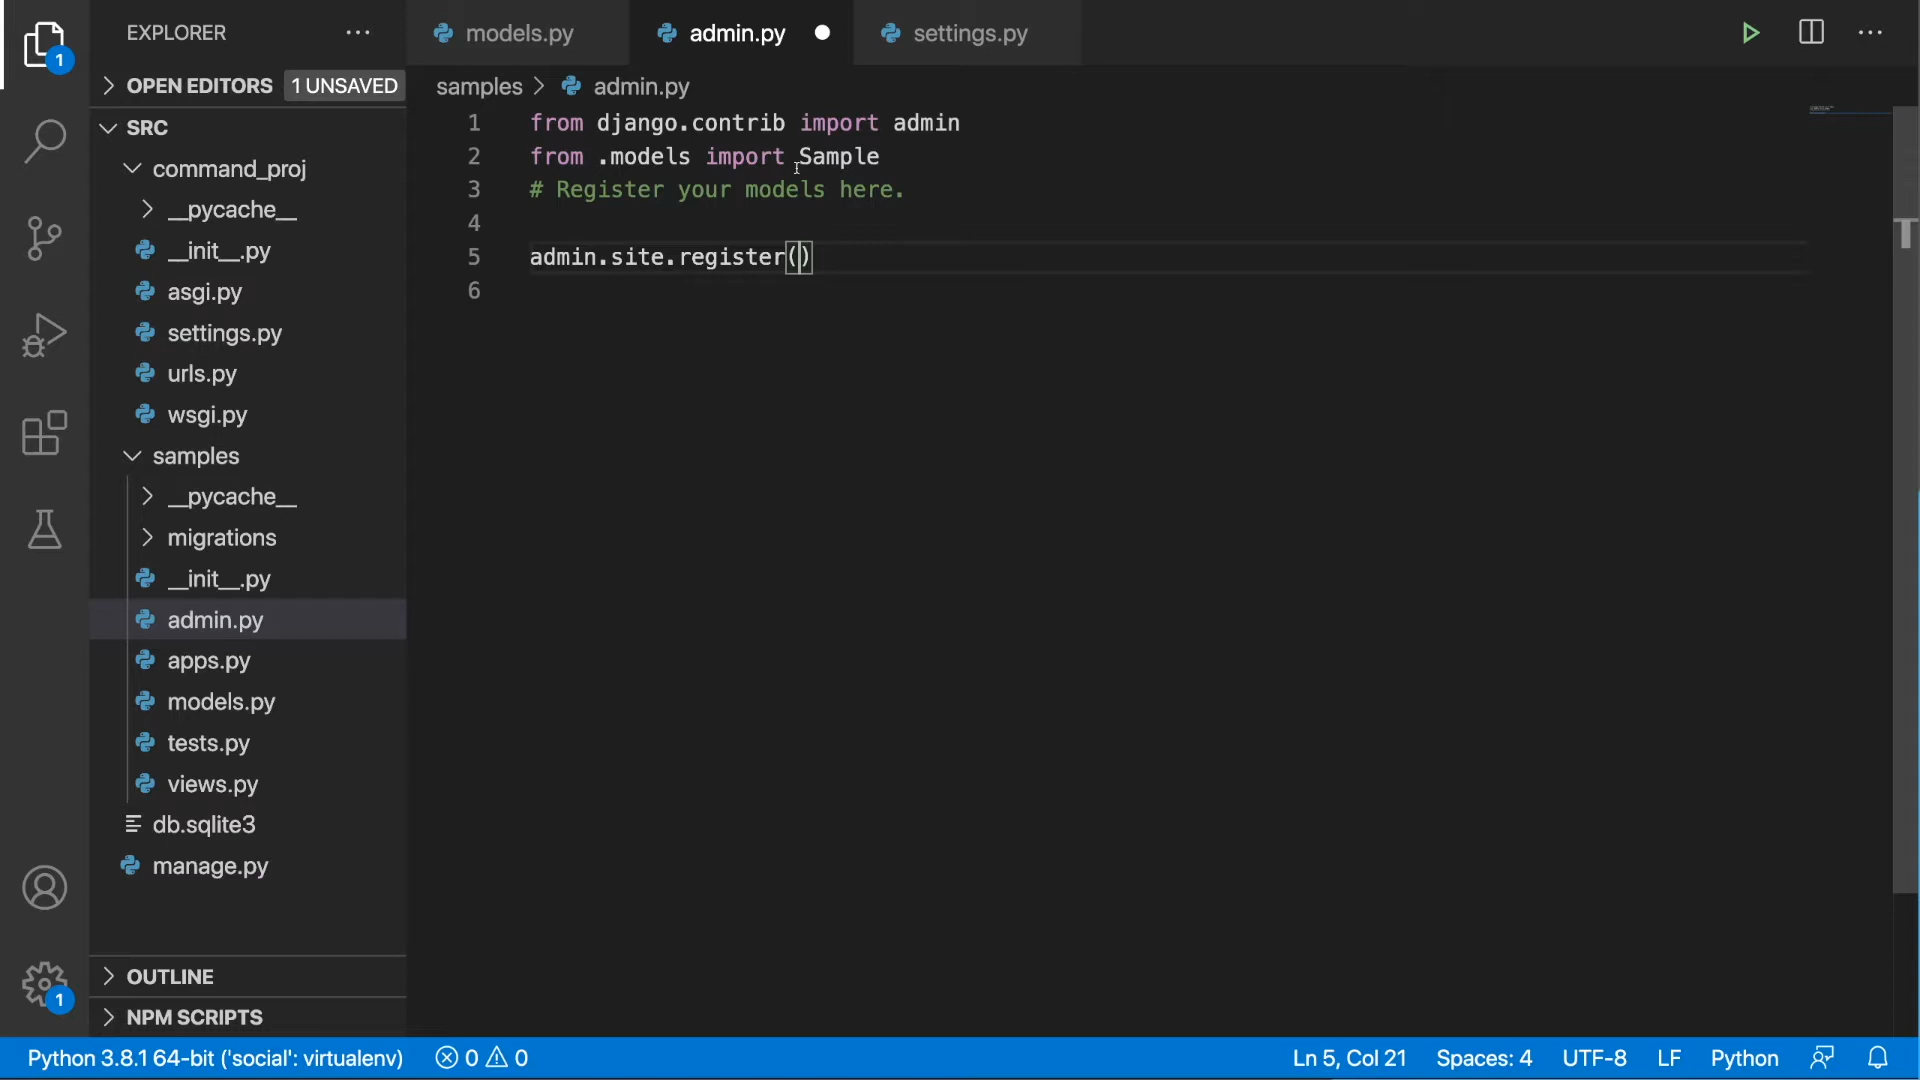 EXPLORER
models.py
admin.py
settings.py
1
OPEN EDITORS
1 UNSAVED
samples
admin.py
SRC
command_proj
__pycache__
__init__.py
asgi.py
settings.py
urls.py
wsgi.py
samples
__pycache__
migrations
__init__.py
admin.py
apps.py
models.py
tests.py
views.py
db.sqlite3
manage.py
OUTLINE
NPM SCRIPTS
1
1 from django.contrib import admin
2 from .models import Sample
3 # Register your models here.
4
5 admin.site.register()
6
Python 3.8.1 64-bit ('social': virtualenv)
0
0
Ln 5, Col 21
Spaces: 4
UTF-8
LF
Python